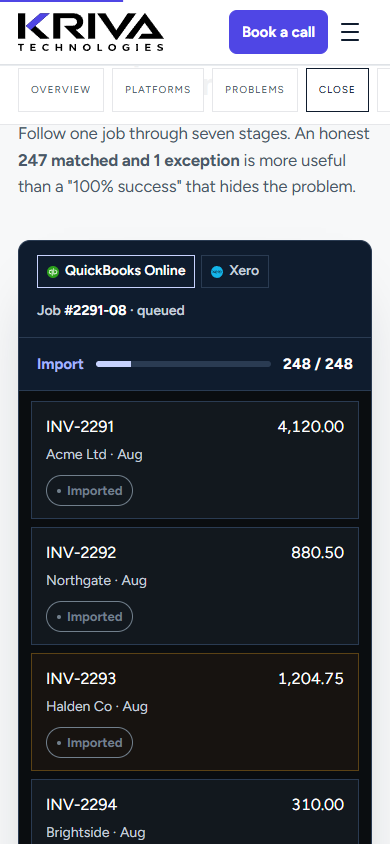 KRIVA
TECHNOLOGIES
Book a call
OVERVIEW
PLATFORMS
PROBLEMS
CLOSE
Follow one job through seven stages. An honest
247 matched and 1 exception is more useful
than a "100% success" that hides the problem.
qb QuickBooks Online
Xero
Job #2291-08 · queued
Import 248 / 248
INV-2291 4,120.00
Acme Ltd · Aug
• Imported
INV-2292 880.50
Northgate · Aug
• Imported
INV-2293 1,204.75
Halden Co · Aug
• Imported
INV-2294 310.00
Brightside · Aug